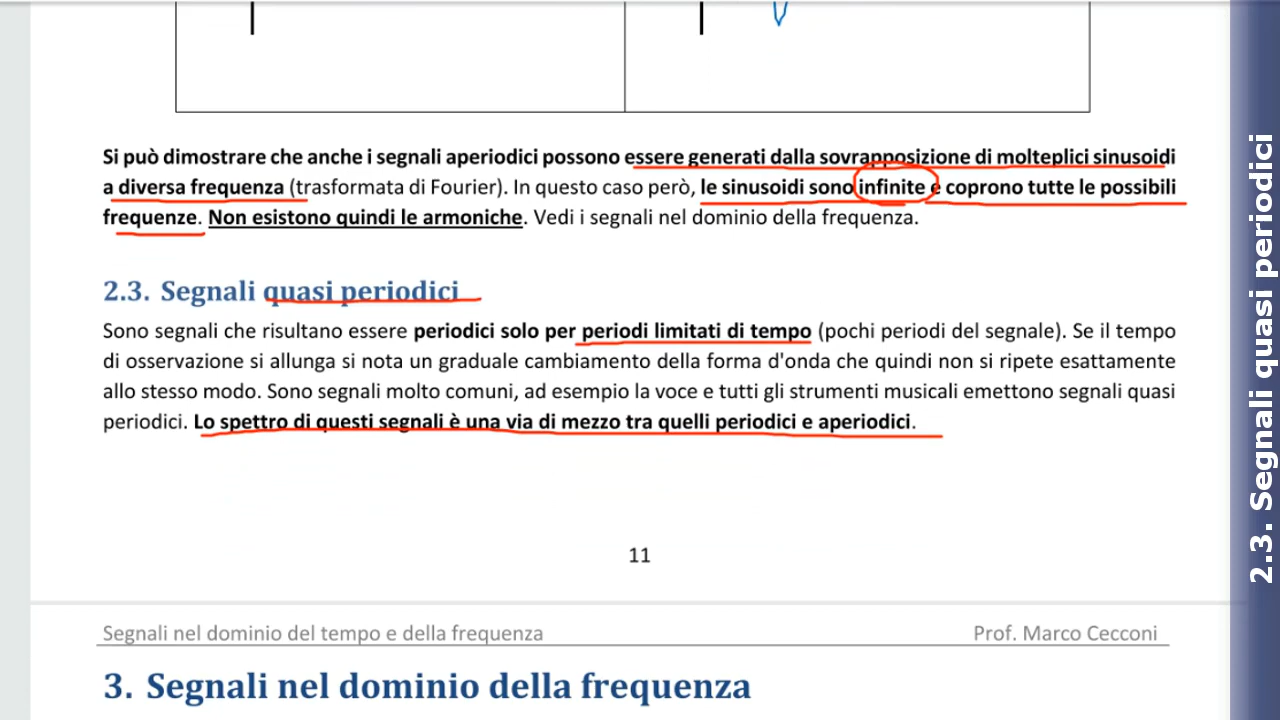 Si può dimostrare che anche i segnali aperiodici possono essere generati dalla sovrapposizione di molteplici sinusoidi
a diversa frequenza (trasformata di Fourier). In questo caso però, le sinusoidi sono infinite e coprono tutte le possibili
frequenze. Non esistono quindi le armoniche. Vedi i segnali nel dominio della frequenza.
2.3. Segnali quasi periodici
Sono segnali che risultano essere periodici solo per periodi limitati di tempo (pochi periodi del segnale). Se il tempo
di osservazione si allunga si nota un graduale cambiamento della forma d'onda che quindi non si ripete esattamente
allo stesso modo. Sono segnali molto comuni, ad esempio la voce e tutti gli strumenti musicali emettono segnali quasi
periodici. Lo spettro di questi segnali è una via di mezzo tra quelli periodici e aperiodici.
11
Segnali nel dominio del tempo e della frequenza Prof. Marco Cecconi
3. Segnali nel dominio della frequenza
2.3. Segnali quasi periodici